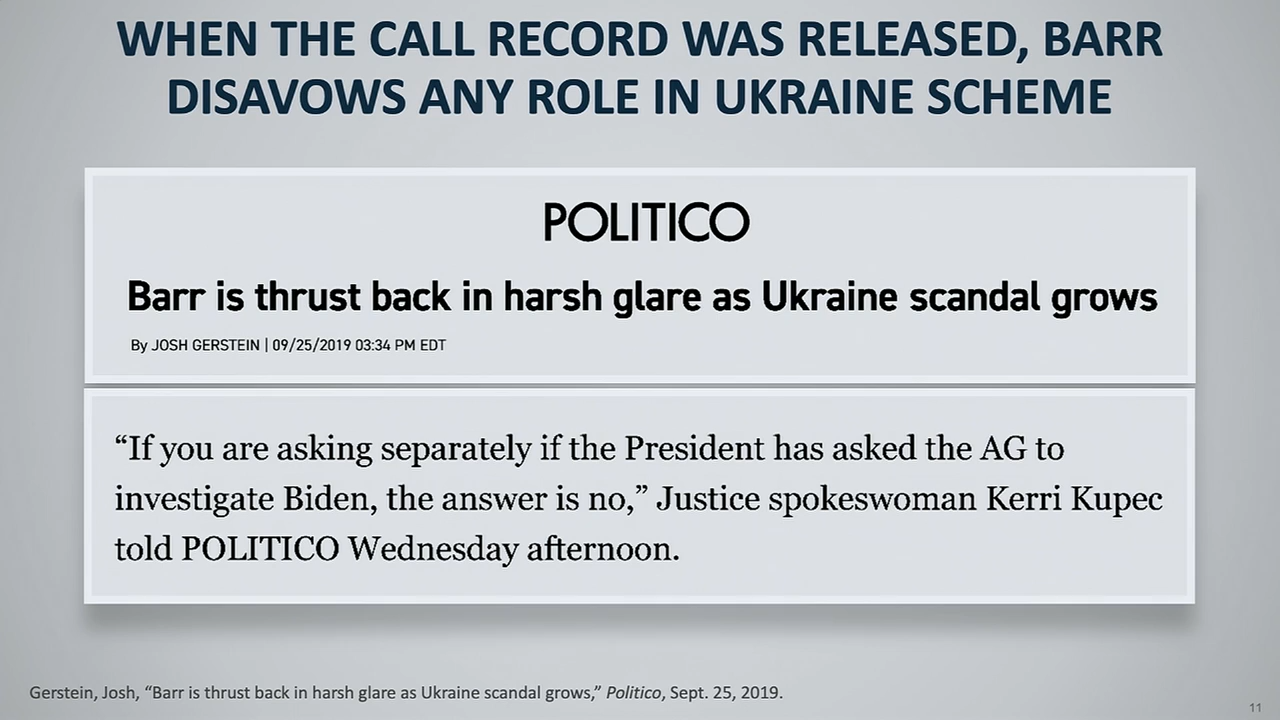 WHEN THE CALL RECORD WAS RELEASED, BARR
DISAVOWS ANY ROLE IN UKRAINE SCHEME
POLITICO
Barr is thrust back in harsh glare as Ukraine scandal grows
By JOSH GERSTEIN | 09/25/2019 03:34 PM EDT
“If you are asking separately if the President has asked the AG to
investigate Biden, the answer is no,” Justice spokeswoman Kerri Kupec
told POLITICO Wednesday afternoon.
Gerstein, Josh, “Barr is thrust back in harsh glare as Ukraine scandal grows,” Politico, Sept. 25, 2019.
11